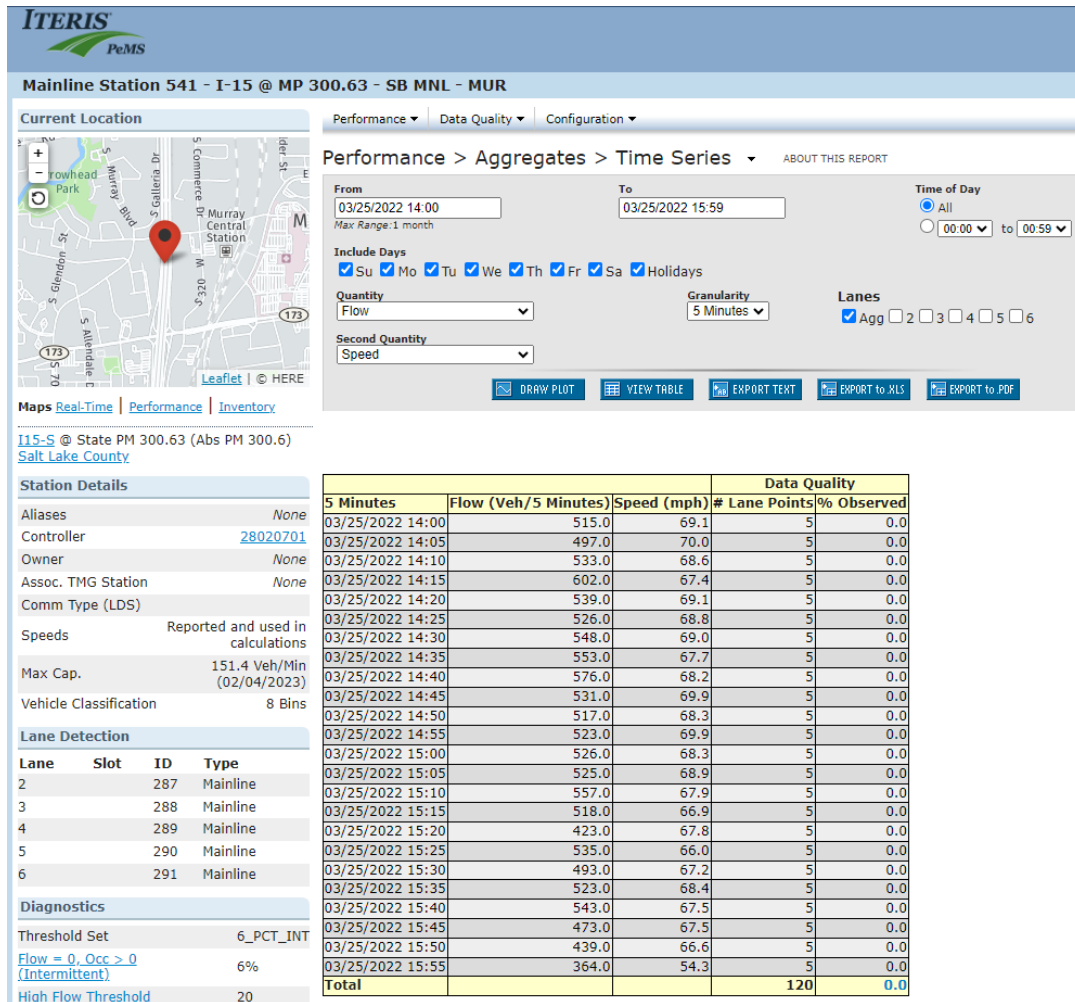 ITERIS
PeMS
Mainline Station 541 - I-15 @ MP 300.63 - SB MNL - MUR
Current Location
+
-
rrowhead
Park
S Murray Blvd
S Galleria Dr
S Commerce Dr
Murray
Central
Station
M
E
S Glendon St
W
S 320
173
173
S Allendale D
S 70
Leaflet | © HERE
Maps Real-Time | Performance | Inventory
I15-S @ State PM 300.63 (Abs PM 300.6)
Salt Lake County
Station Details
Aliases None
Controller 28020701
Owner None
Assoc. TMG Station None
Comm Type (LDS)
Speeds Reported and used in
calculations
Max Cap. 151.4 Veh/Min
(02/04/2023)
Vehicle Classification 8 Bins
Lane Detection
Lane Slot ID Type
2 287 Mainline
3 288 Mainline
4 289 Mainline
5 290 Mainline
6 291 Mainline
Diagnostics
Threshold Set 6_PCT_INT
Flow = 0, Occ > 0
(Intermittent) 6%
High Flow Threshold 20
Performance Data Quality Configuration
Performance > Aggregates > Time Series ABOUT THIS REPORT
From To Time of Day
03/25/2022 14:00 03/25/2022 15:59 All
Max Range:1 month 00:00 to 00:59
Include Days
Su Mo Tu We Th Fr Sa Holidays
Quantity Granularity Lanes
Flow 5 Minutes Agg 2 3 4 5 6
Second Quantity
Speed
DRAW PLOT VIEW TABLE EXPORT TEXT EXPORT to .XLS EXPORT to .PDF
Data Quality
5 Minutes Flow (Veh/5 Minutes) Speed (mph) # Lane Points % Observed
03/25/2022 14:00 515.0 69.1 5 0.0
03/25/2022 14:05 497.0 70.0 5 0.0
03/25/2022 14:10 533.0 68.6 5 0.0
03/25/2022 14:15 602.0 67.4 5 0.0
03/25/2022 14:20 539.0 69.1 5 0.0
03/25/2022 14:25 526.0 68.8 5 0.0
03/25/2022 14:30 548.0 69.0 5 0.0
03/25/2022 14:35 553.0 67.7 5 0.0
03/25/2022 14:40 576.0 68.2 5 0.0
03/25/2022 14:45 531.0 69.9 5 0.0
03/25/2022 14:50 517.0 68.3 5 0.0
03/25/2022 14:55 523.0 69.9 5 0.0
03/25/2022 15:00 526.0 68.3 5 0.0
03/25/2022 15:05 525.0 68.9 5 0.0
03/25/2022 15:10 557.0 67.9 5 0.0
03/25/2022 15:15 518.0 66.9 5 0.0
03/25/2022 15:20 423.0 67.8 5 0.0
03/25/2022 15:25 535.0 66.0 5 0.0
03/25/2022 15:30 493.0 67.2 5 0.0
03/25/2022 15:35 523.0 68.4 5 0.0
03/25/2022 15:40 543.0 67.5 5 0.0
03/25/2022 15:45 473.0 67.5 5 0.0
03/25/2022 15:50 439.0 66.6 5 0.0
03/25/2022 15:55 364.0 54.3 5 0.0
Total 120 0.0